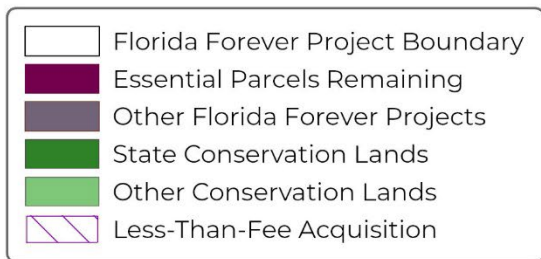 Florida Forever Project Boundary
Essential Parcels Remaining
Other Florida Forever Projects
State Conservation Lands
Other Conservation Lands
Less-Than-Fee Acquisition